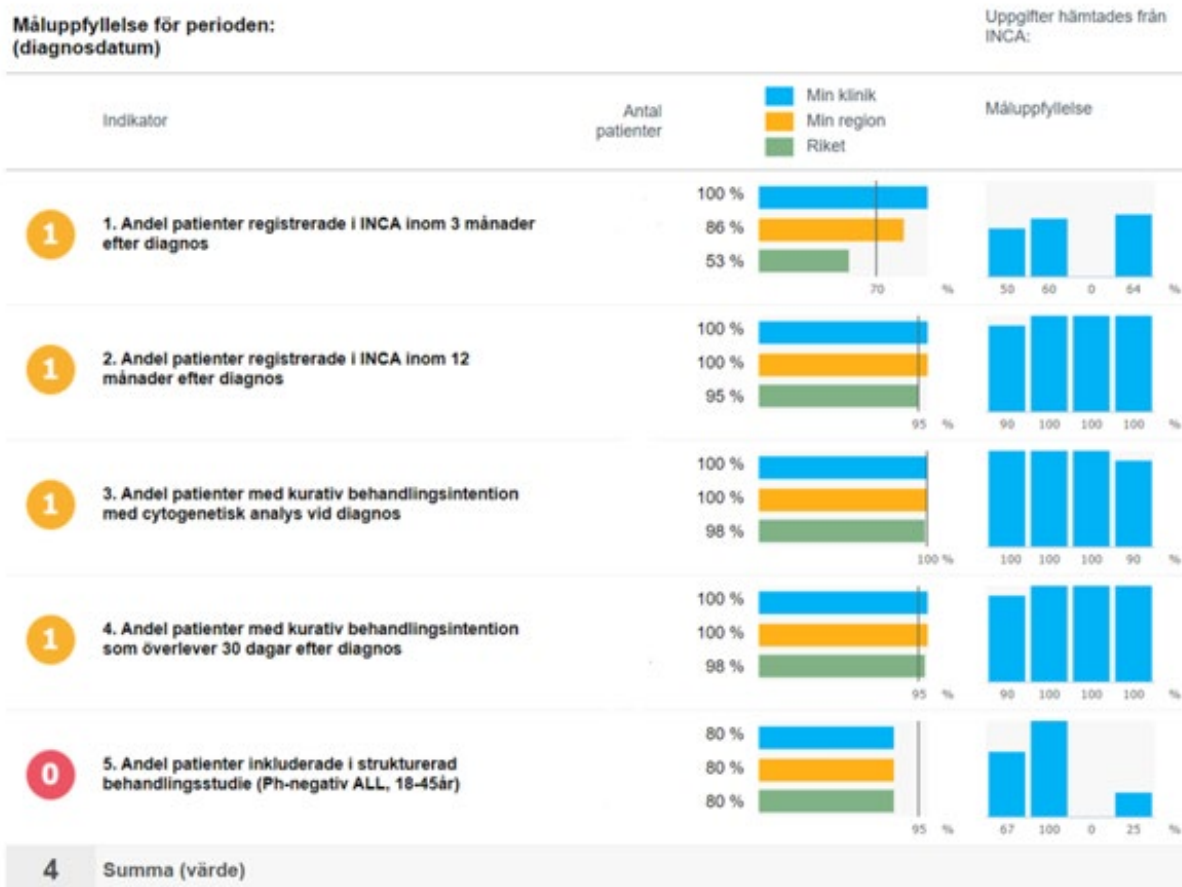 Måluppfyllelse för perioden:
(diagnosdatum)
Uppgifter hämtades från
INCA:
Indikator
Antal
patienter
Min klinik
Min region
Riket
Måluppfyllelse
1
1. Andel patienter registrerade i INCA inom 3 månader
efter diagnos
100 %
86 %
53 %
70 %
50 60 0 64 %
1
2. Andel patienter registrerade i INCA inom 12
månader efter diagnos
100 %
100 %
95 %
95 %
90 100 100 100 %
1
3. Andel patienter med kurativ behandlingsintention
med cytogenetisk analys vid diagnos
100 %
100 %
98 %
100 %
100 100 100 90 %
1
4. Andel patienter med kurativ behandlingsintention
som överlever 30 dagar efter diagnos
100 %
100 %
98 %
95 %
90 100 100 100 %
0
5. Andel patienter inkluderade i strukturerad
behandlingsstudie (Ph-negativ ALL, 18-45år)
80 %
80 %
80 %
95 %
67 100 0 25 %
4 Summa (värde)